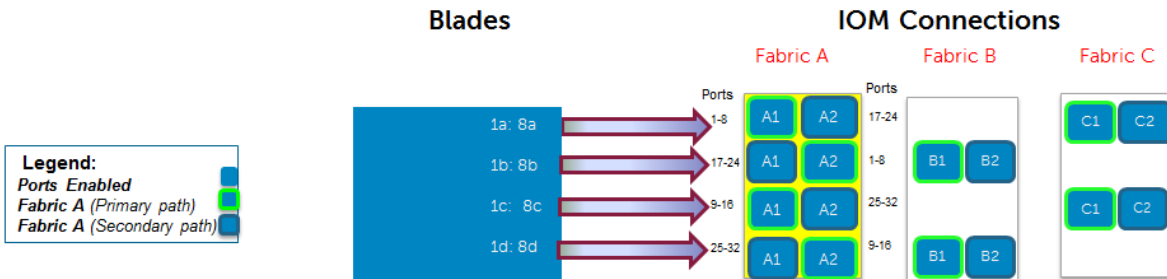 Blades
IOM Connections
Fabric A
Fabric B
Fabric C
Ports
Ports
1a: 8a
1-8
A1
A2
17-24
C1
C2
1b: 8b
17-24
A1
A2
1-8
B1
B2
1c: 8c
9-16
A1
A2
25-32
C1
C2
1d: 8d
25-32
A1
A2
9-16
B1
B2
Legend:
Ports Enabled
Fabric A (Primary path)
Fabric A (Secondary path)